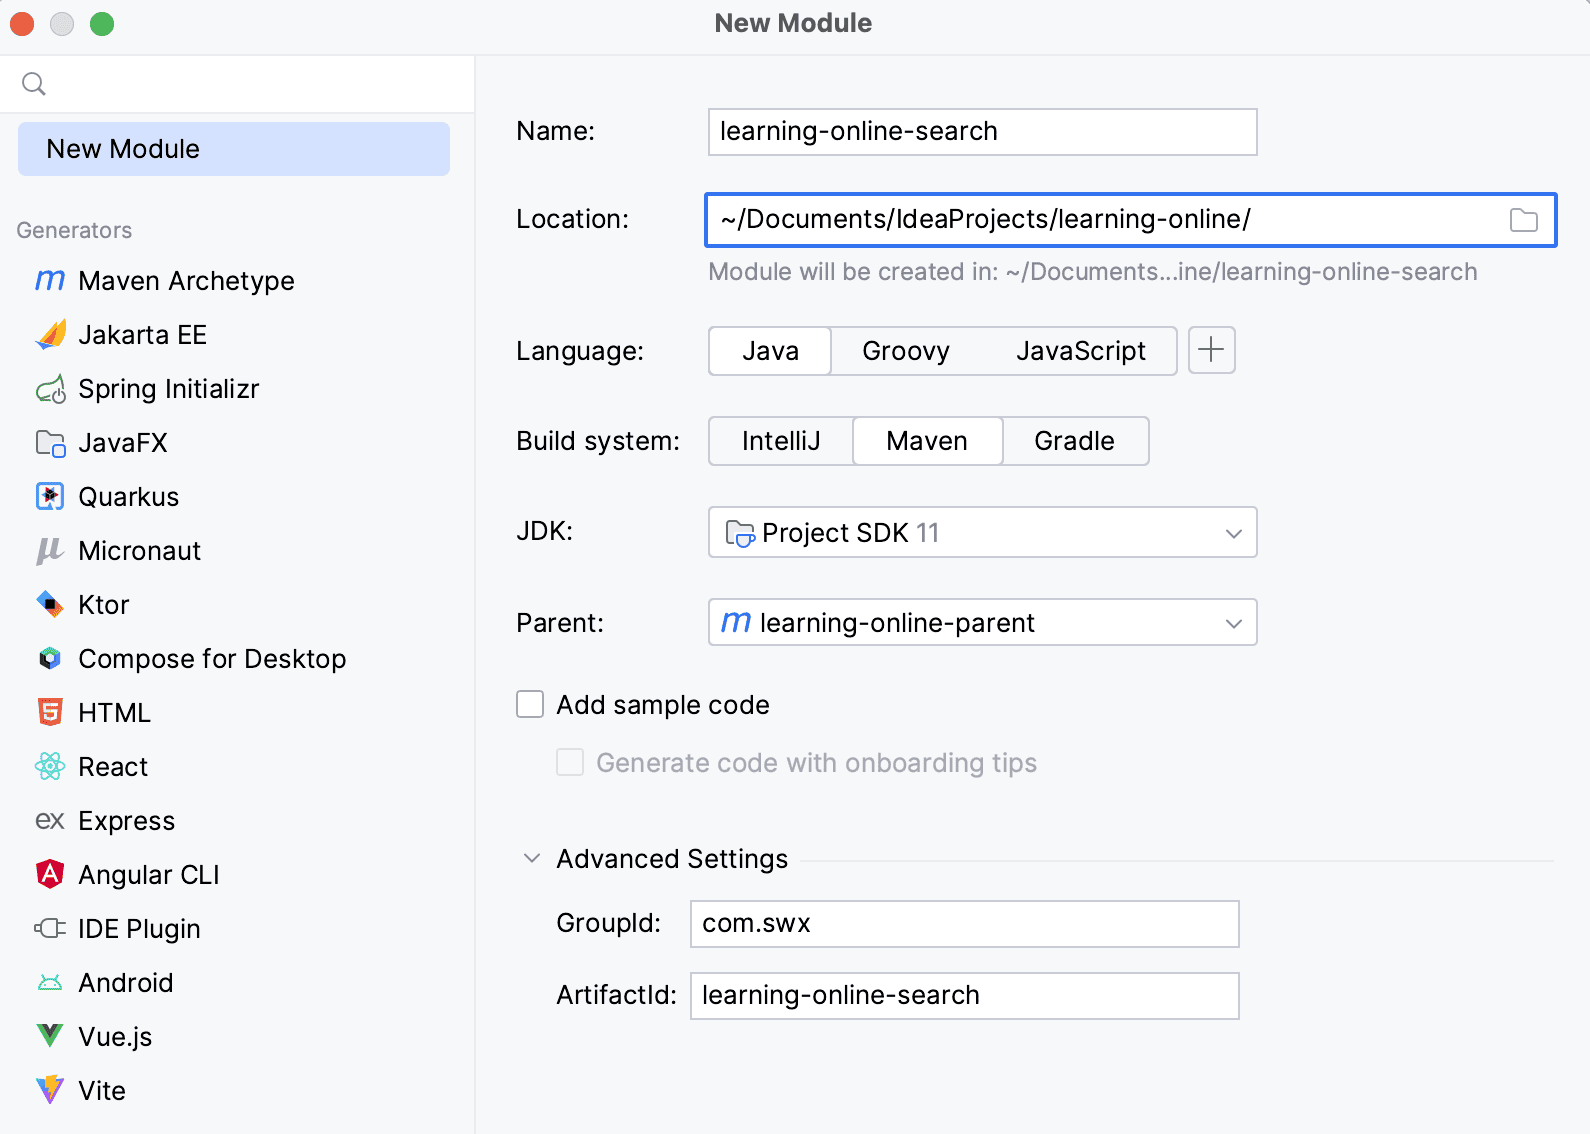 New Module
New Module
Generators
Maven Archetype
Jakarta EE
Spring Initializr
JavaFX
Quarkus
Micronaut
Ktor
Compose for Desktop
HTML
React
ex Express
Angular CLI
IDE Plugin
Android
Vue.js
Vite
Name: learning-online-search
Location: ~/Documents/IdeaProjects/learning-online/
Module will be created in: ~/Documents...ine/learning-online-search
Language: Java Groovy JavaScript
Build system: IntelliJ Maven Gradle
JDK: Project SDK 11
Parent: m learning-online-parent
Add sample code
Generate code with onboarding tips
Advanced Settings
GroupId: com.swx
ArtifactId: learning-online-search